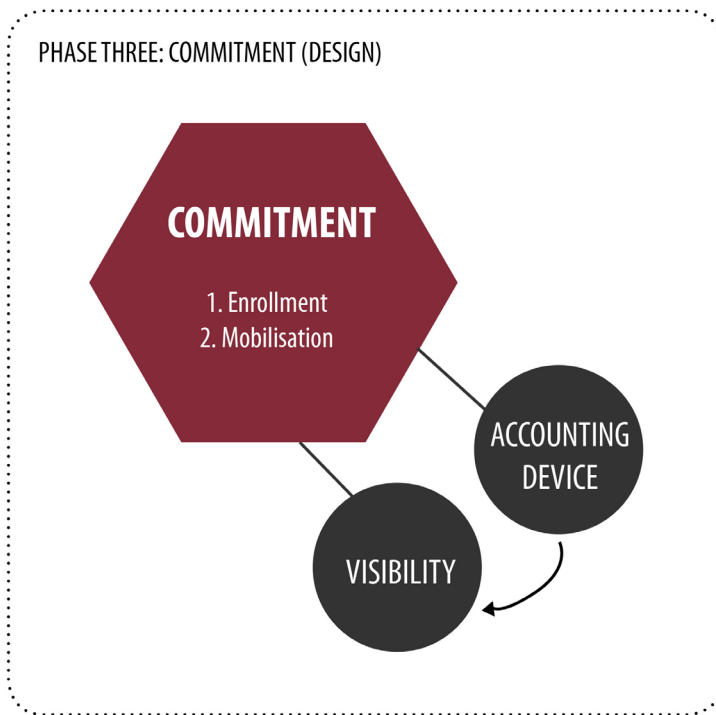 PHASE THREE: COMMITMENT (DESIGN)
COMMITMENT
1. Enrollment
2. Mobilisation
ACCOUNTING
DEVICE
VISIBILITY